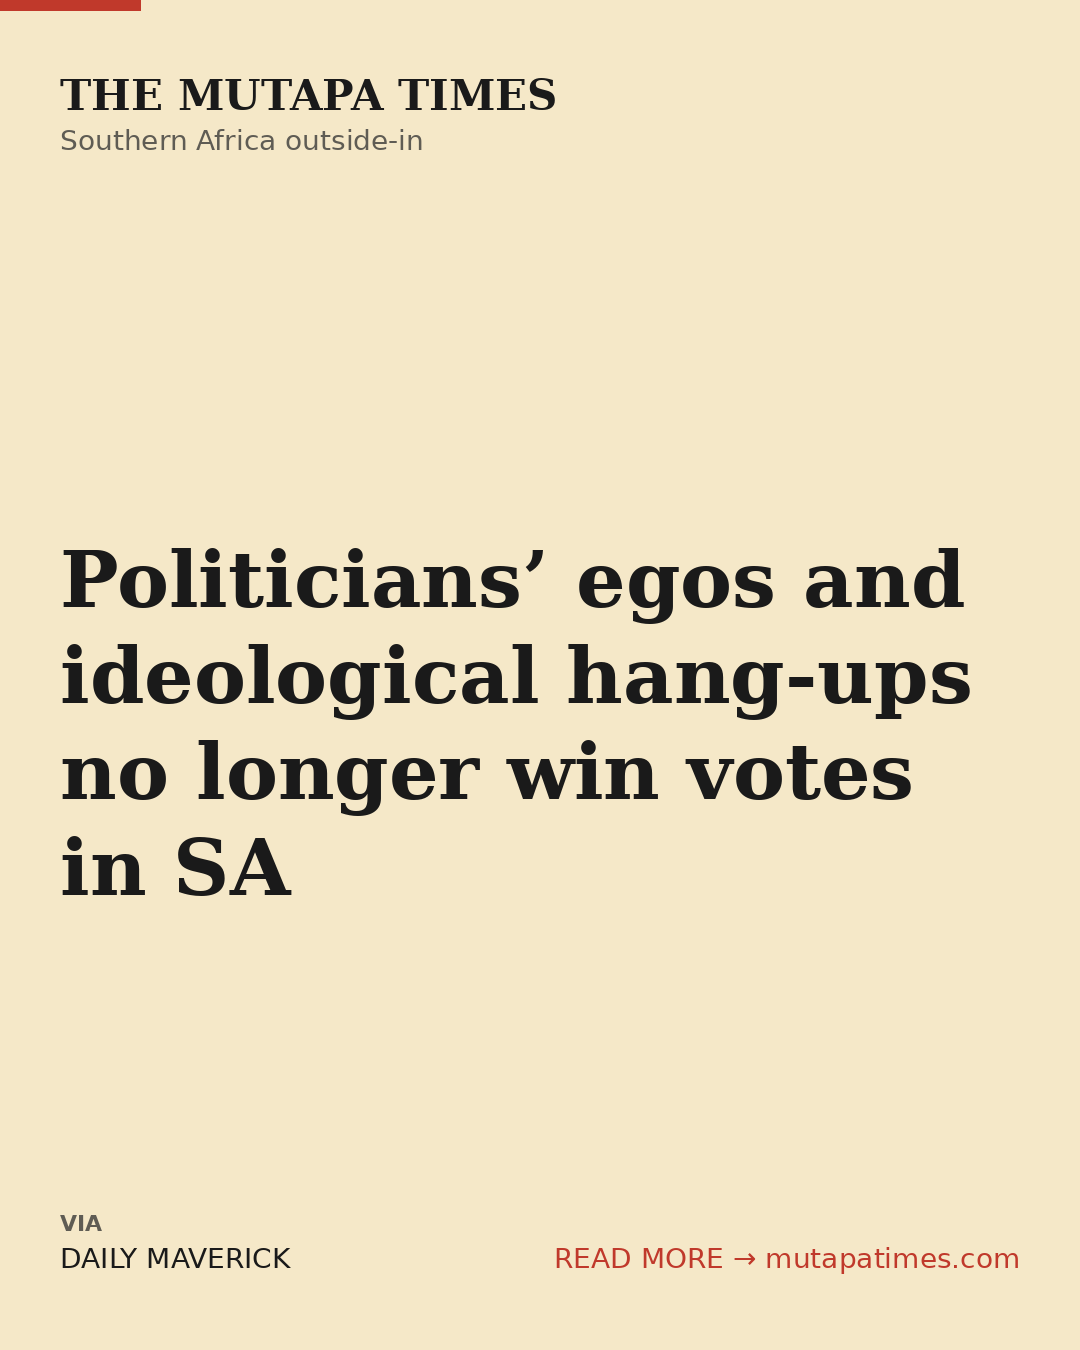 THE MUTAPA TIMES
Southern Africa outside-in
Politicians’ egos and
ideological hang-ups
no longer win votes
in SA
VIA
DAILY MAVERICK
READ MORE → mutapatimes.com